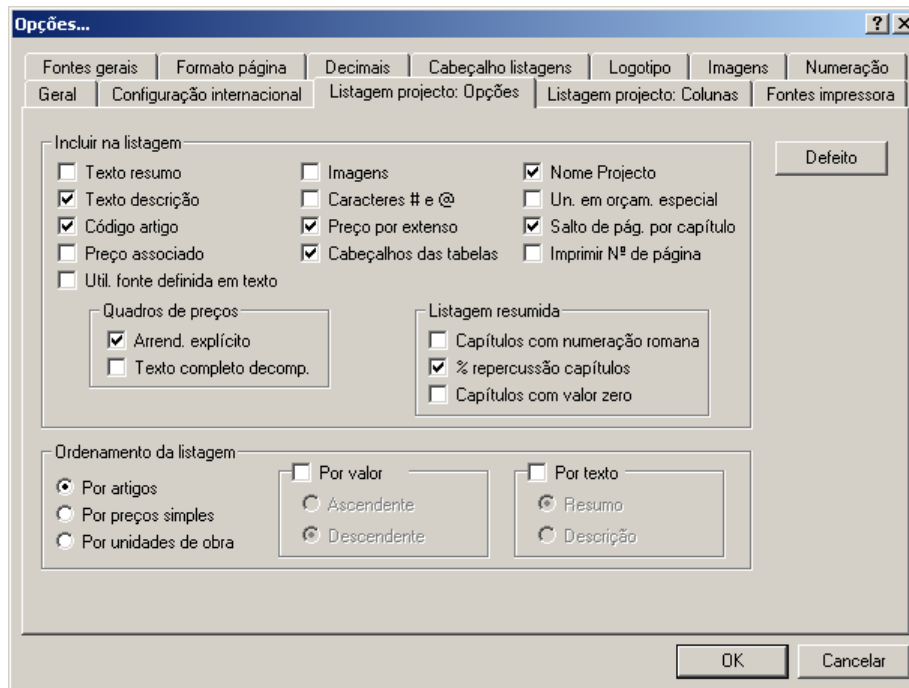 Opções...
Fontes gerais Formato página Decimais Cabeçalho listagens Logotipo Imagens Numeração
Geral Configuração internacional Listagem projecto: Opções Listagem projecto: Colunas Fontes impressora
Incluir na listagem
Defeito
Texto resumo Imagens Nome Projecto
Texto descrição Caracteres # e @ Un. em orçam. especial
Código artigo Preço por extenso Salto de pág. por capítulo
Preço associado Cabeçalhos das tabelas Imprimir Nº de página
Util. fonte definida em texto
Quadros de preços Listagem resumida
Arrend. explícito Capítulos com numeração romana
Texto completo decomp. % repercussão capítulos
Capítulos com valor zero
Ordenamento da listagem
Por valor Por texto
Por artigos Ascendente Resumo
Por preços simples Descendente Descrição
Por unidades de obra
OK Cancelar